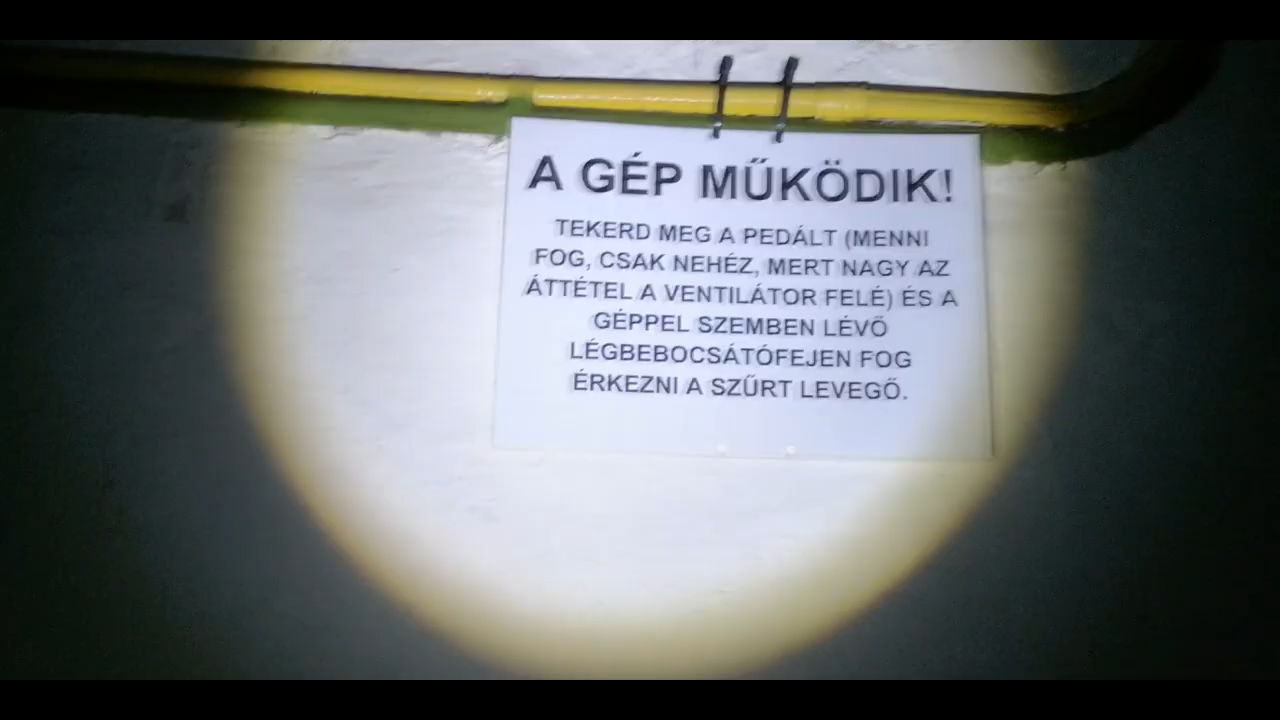 A GÉP MŰKÖDIK!
TEKERD MEG A PEDÁLT (MENNI
FOG, CSAK NEHÉZ, MERT NAGY AZ
ÁTTÉTEL A VENTILÁTOR FELÉ) ÉS A
GÉPPEL SZEMBEN LÉVŐ
LÉGBEBOCSÁTÓFEJEN FOG
ÉRKEZNI A SZŰRT LEVEGŐ.